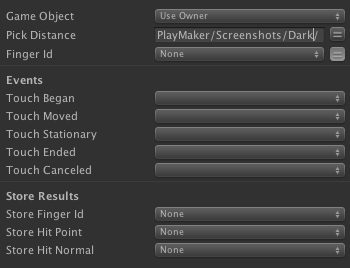 Game Object Use Owner
Pick Distance PlayMaker/Screenshots/Dark/
Finger Id None
Events
Touch Began
Touch Moved
Touch Stationary
Touch Ended
Touch Canceled
Store Results
Store Finger Id None
Store Hit Point None
Store Hit Normal None